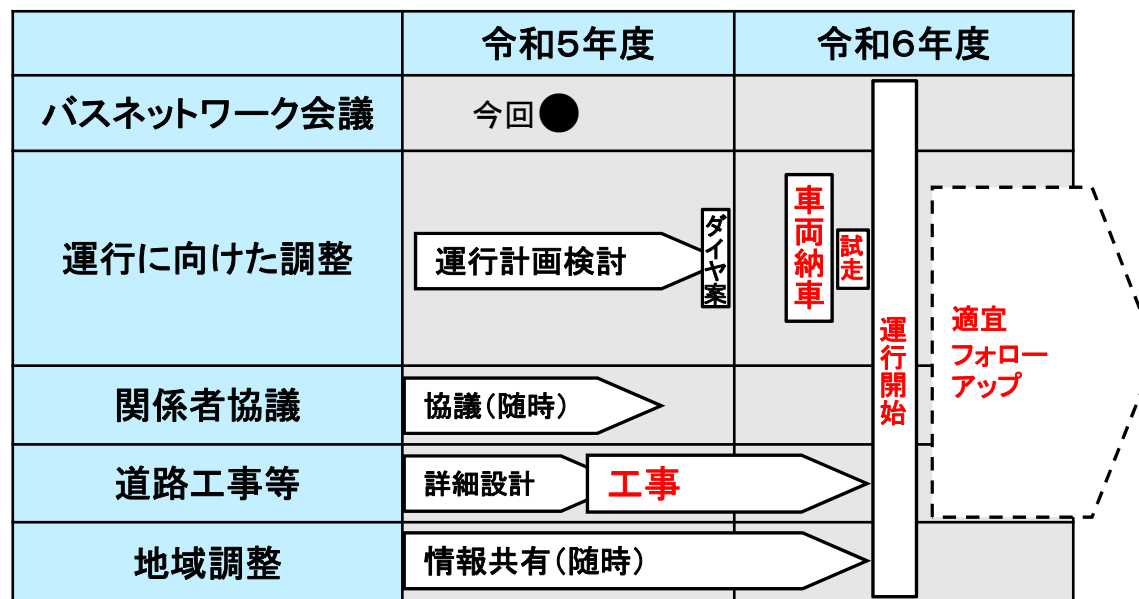 令和5年度
令和6年度
バスネットワーク会議
今回●
運行に向けた調整
運行計画検討
ダイヤ案
車両納車
試走
運行開始
適宜
フォロー
アップ
関係者協議
協議(随時)
道路工事等
詳細設計
工事
地域調整
情報共有(随時)